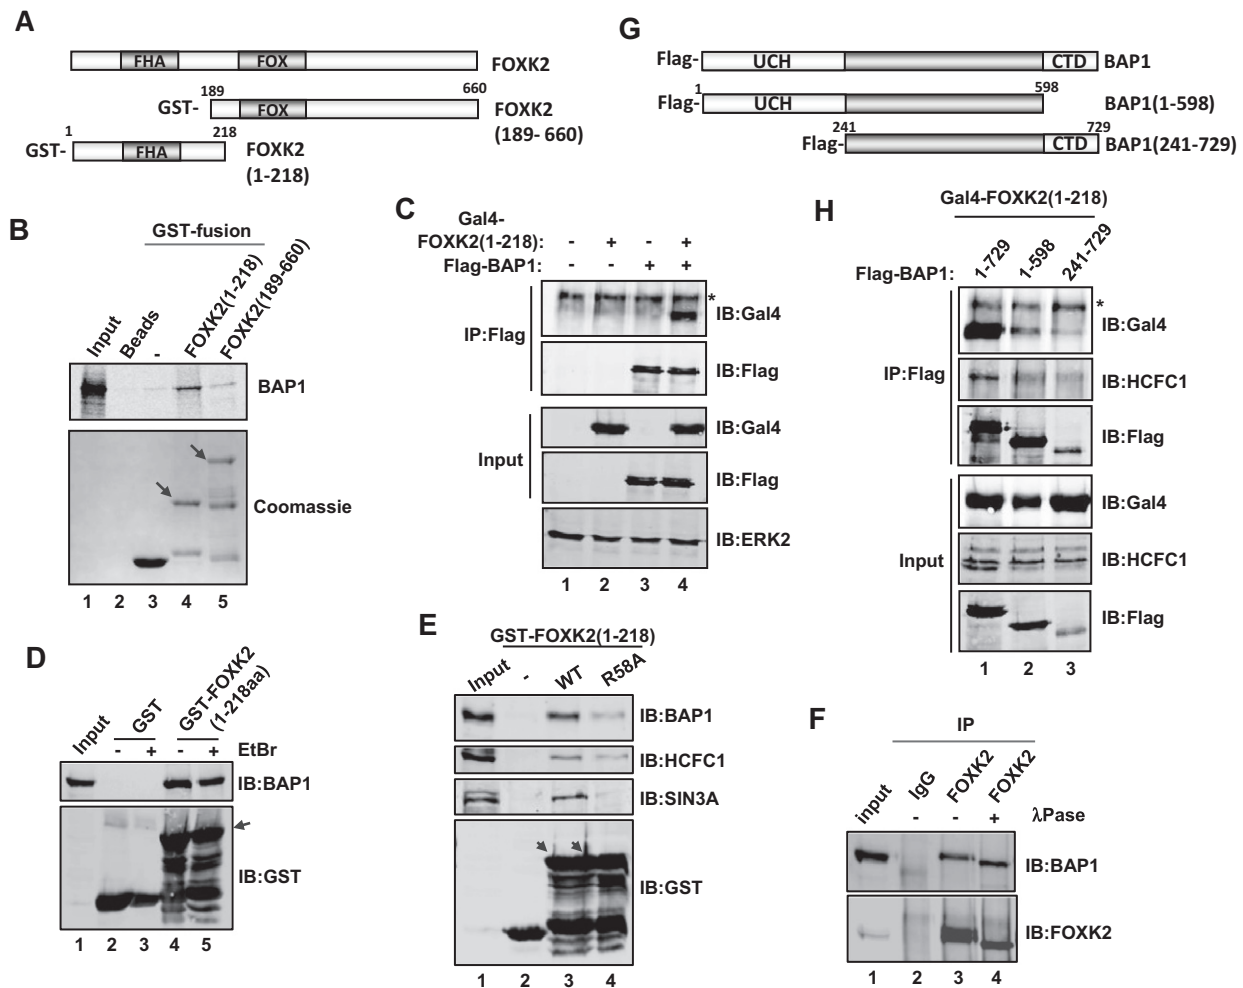 A
FHA FOX FOXK2
189 660
GST- FOX FOXK2
(189- 660)
1 218
GST- FHA FOXK2
(1-218)
G
Flag- UCH CTD BAP1
1 598
Flag- UCH BAP1(1-598)
241 729
Flag- CTD BAP1(241-729)
B
GST-fusion
Input Beads - FOXK2(1-218) FOXK2(189-660)
BAP1
Coomassie
1 2 3 4 5
C
Gal4-
FOXK2(1-218): - + - +
Flag-BAP1: - - + +
*
IP:Flag
IB:Gal4
IB:Flag
Input
IB:Gal4
IB:Flag
IB:ERK2
1 2 3 4
H
Gal4-FOXK2(1-218)
Flag-BAP1: 1-729 1-598 241-729
*
IP:Flag
IB:Gal4
IB:HCFC1
IB:Flag
Input
IB:Gal4
IB:HCFC1
IB:Flag
1 2 3
D
Input GST GST-FOXK2
(1-218aa)
- + - + EtBr
IB:BAP1
IB:GST
1 2 3 4 5
E
GST-FOXK2(1-218)
Input - WT R58A
IB:BAP1
IB:HCFC1
IB:SIN3A
IB:GST
1 2 3 4
F
IP
input IgG FOXK2 FOXK2
- - + λPase
IB:BAP1
IB:FOXK2
1 2 3 4